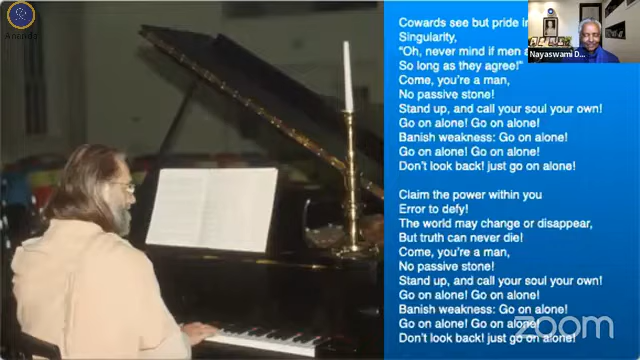 Ananda
Cowards see but pride in
Singularity,
"Oh, never mind if men
So long as they agree!"
Come, you're a man,
No passive stone!
Stand up, and call your soul your own!
Go on alone! Go on alone!
Banish weakness: Go on alone!
Go on alone! Go on alone!
Don't look back! just go on alone!
Claim the power within you
Error to defy!
The world may change or disappear,
But truth can never die!
Come, you're a man,
No passive stone!
Stand up, and call your soul your own!
Go on alone! Go on alone!
Banish weakness: Go on alone!
Go on alone! Go on alone!
Don't look back! just go on alone!
Nayaswami D...
zoom